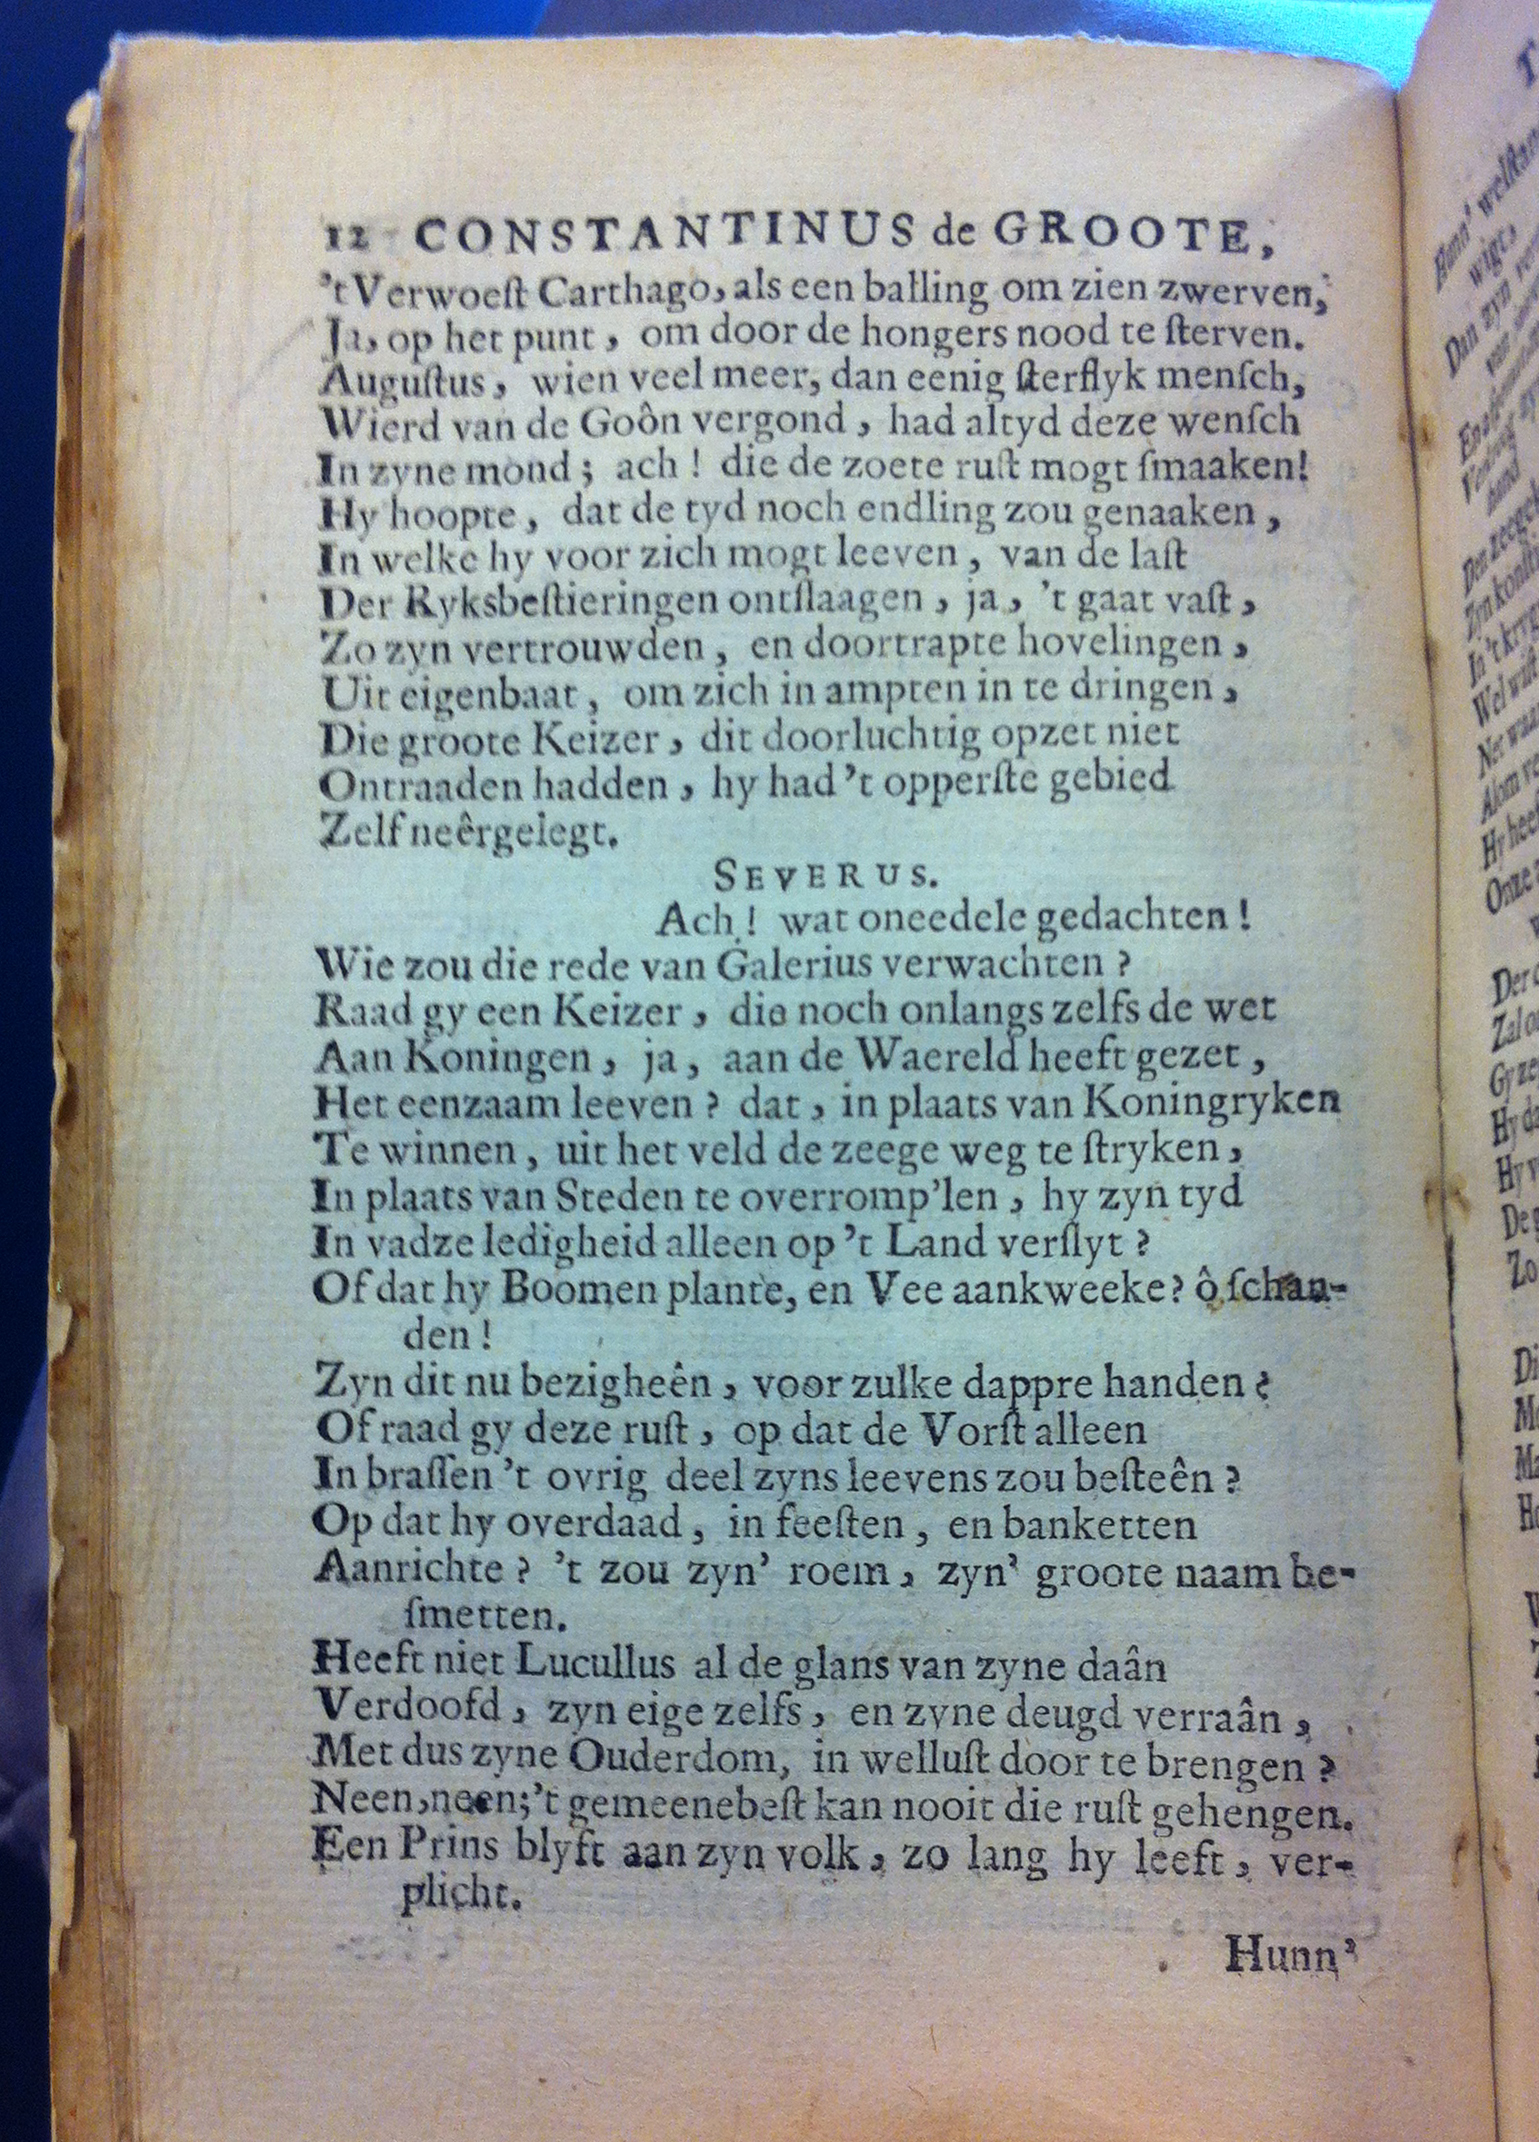 12 CONSTANTINUS de GROOTE,
't Verwoeſt Carthago, als een balling om zien zwerven,
Ja, op het punt, om door de hongers nood te ſterven.
Auguſtus, wien veel meer, dan eenig ſterflyk menſch,
Wierd van de Goôn vergond, had altyd deze wenſch
In zyne mond; ach! die de zoete ruſt mogt ſmaaken!
Hy hoopte, dat de tyd noch endling zou genaaken,
In welke hy voor zich mogt leeven, van de laſt
Der Ryksbeſtieringen ontſlaagen, ja, 't gaat vaſt,
Zo zyn vertrouwden, en doortrapte hovelingen,
Uit eigenbaat, om zich in ampten in te dringen,
Die groote Keizer, dit doorluchtig opzet niet
Ontraaden hadden, hy had 't opperſte gebied
Zelf neêrgelegt.
SEVERUS.
Ach! wat oneedele gedachten!
Wie zou die rede van Galerius verwachten?
Raad gy een Keizer, die noch onlangs zelfs de wet
Aan Koningen, ja, aan de Waereld heeft gezet,
Het eenzaam leeven? dat, in plaats van Koningryken
Te winnen, uit het veld de zeege weg te ſtryken,
In plaats van Steden te overromp'len, hy zyn tyd
In vadze ledigheid alleen op 't Land verſlyt?
Of dat hy Boomen plante, en Vee aankweeke? ô ſchan-
den!
Zyn dit nu bezigheên, voor zulke dappre handen?
Of raad gy deze ruſt, op dat de Vorſt alleen
In braſſen 't ovrig deel zyns leevens zou beſteên?
Op dat hy overdaad, in feeſten, en banketten
Aanrichte? 't zou zyn' roem, zyn' groote naam be-
ſmetten.
Heeft niet Lucullus al de glans van zyne daân
Verdoofd, zyn eige zelfs, en zyne deugd verraân,
Met dus zyne Ouderdom, in welluſt door te brengen?
Neen, neen; 't gemeenebeſt kan nooit die ruſt gehengen.
Een Prins blyft aan zyn volk, zo lang hy leeft, ver-
plicht.
Hunn'